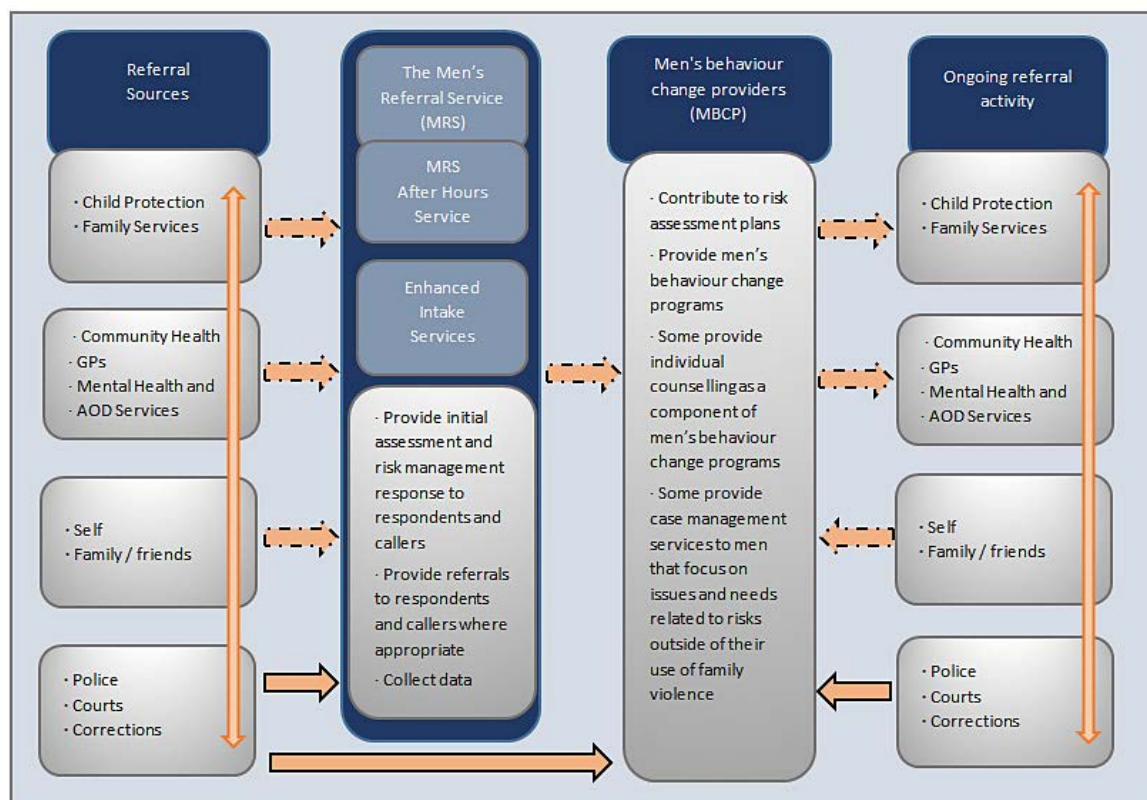 Referral
Sources
· Child Protection
· Family Services
· Community Health
· GPs
· Mental Health and
· AOD Services
· Self
· Family / friends
· Police
· Courts
· Corrections
The Men's
Referral Service
(MRS)
MRS
After Hours
Service
Enhanced
Intake
Services
· Provide initial
assessment and
risk management
response to
respondents and
callers
· Provide referrals
to respondents
and callers where
appropriate
· Collect data
Men's behaviour
change providers
(MBCP)
· Contribute to risk
assessment plans
· Provide men's
behaviour change
programs
· Some provide
individual
counselling as a
component of
men's behaviour
change programs
· Some provide
case management
services to men
that focus on
issues and needs
related to risks
outside of their
use of family
violence
Ongoing referral
activity
· Child Protection
· Family Services
· Community Health
· GPs
· Mental Health and
· AOD Services
· Self
· Family / friends
· Police
· Courts
· Corrections